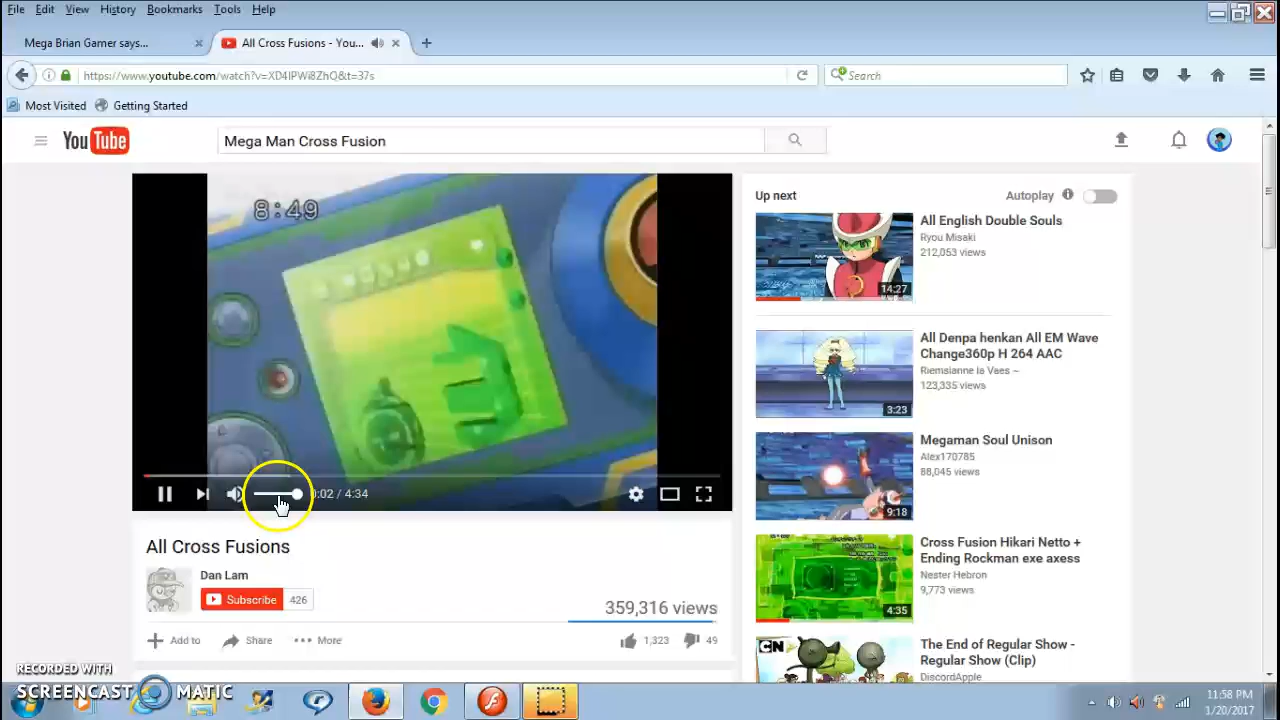 File Edit View History Bookmarks Tools Help
Mega Brian Gamer says...
All Cross Fusions - You...
https://www.youtube.com/watch?v=XD4IPWi8ZhQ&t=37s
Search
Most Visited Getting Started
YouTube
Mega Man Cross Fusion
8:49
0:02 / 4:34
All Cross Fusions
Dan Lam
Subscribe 426
359,316 views
Add to Share More
1,323 49
Up next Autoplay
All English Double Souls
Ryou Misaki
212,053 views
14:27
All Denpa henkan All EM Wave
Change360p H 264 AAC
Riemsianne la Vaes ~
123,335 views
3:23
Megaman Soul Unison
Alex170785
88,045 views
9:18
Cross Fusion Hikari Netto +
Ending Rockman exe axess
Nester Hebron
9,773 views
4:35
The End of Regular Show -
Regular Show (Clip)
DiscordApple
CN
RECORDED WITH
SCREENCAST MATIC
11:58 PM
1/20/2017